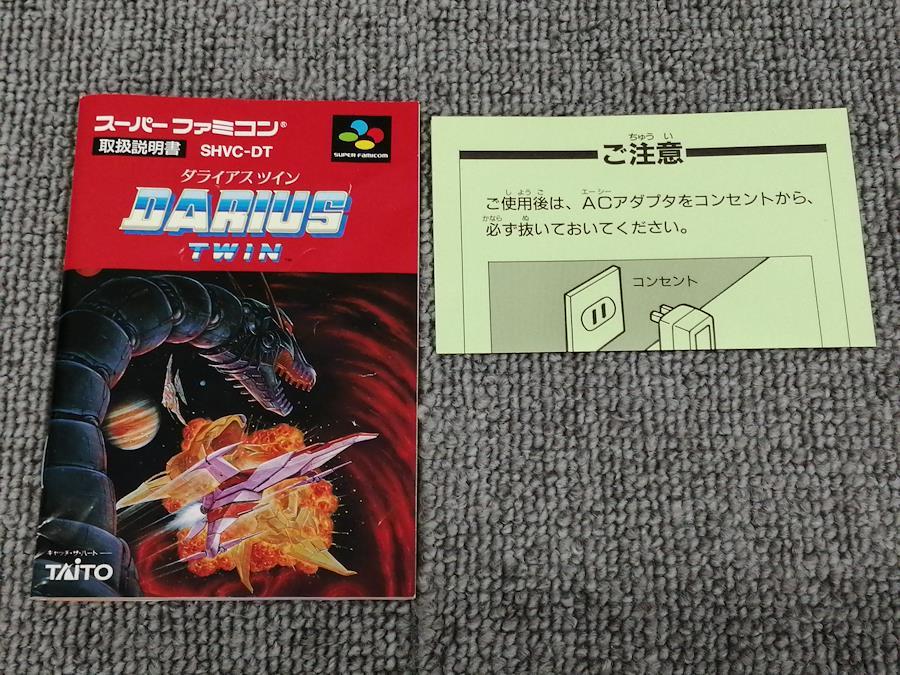 スーパーファミコン®
取扱説明書 SHVC-DT
SUPER FAMICOM
ダライアスツイン
DARIUS
TWIN™
キャッチ・ザ・ハート
TAITO
ちゅう い
ご注意
し よう ご エーシー
ご使用後は、ACアダプタをコンセントから、
かなら ぬ
必ず抜いておいてください。
コンセント